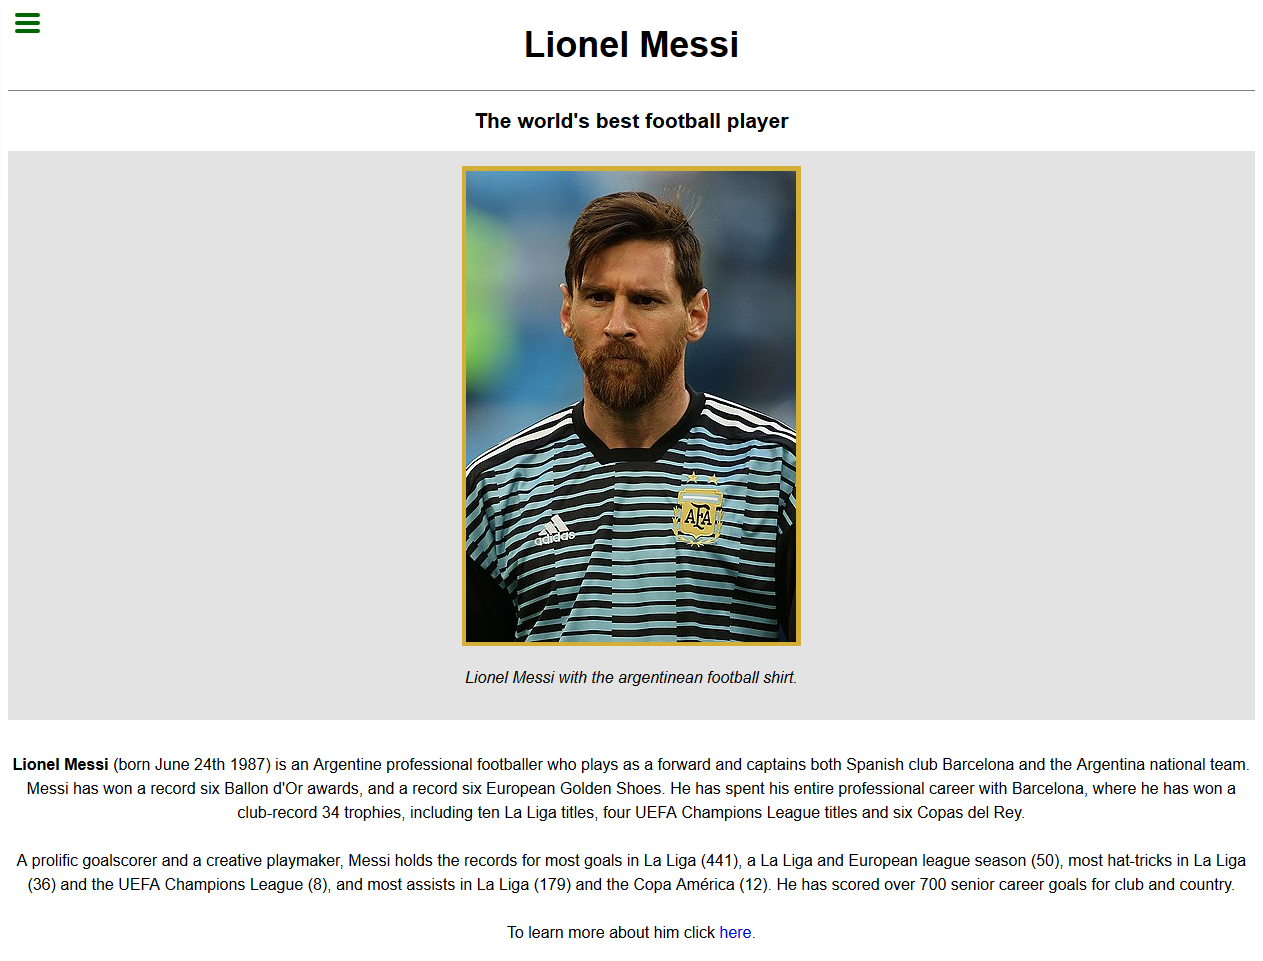 Lionel Messi
The world's best football player
AFA
adidas
Lionel Messi with the argentinean football shirt.
Lionel Messi (born June 24th 1987) is an Argentine professional footballer who plays as a forward and captains both Spanish club Barcelona and the Argentina national team.
Messi has won a record six Ballon d'Or awards, and a record six European Golden Shoes. He has spent his entire professional career with Barcelona, where he has won a
club-record 34 trophies, including ten La Liga titles, four UEFA Champions League titles and six Copas del Rey.
A prolific goalscorer and a creative playmaker, Messi holds the records for most goals in La Liga (441), a La Liga and European league season (50), most hat-tricks in La Liga
(36) and the UEFA Champions League (8), and most assists in La Liga (179) and the Copa América (12). He has scored over 700 senior career goals for club and country.
To learn more about him click here.